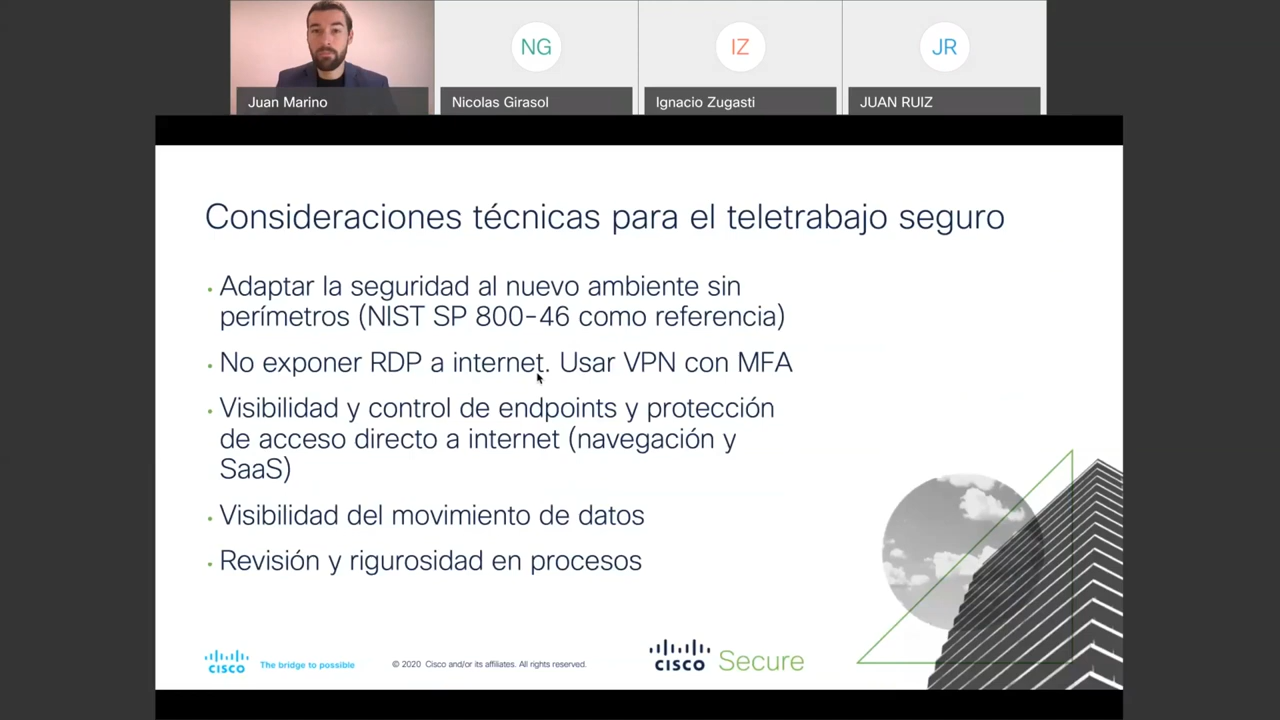 NG
IZ
JR
Juan Marino
Nicolas Girasol
Ignacio Zugasti
JUAN RUIZ
Consideraciones técnicas para el teletrabajo seguro
• Adaptar la seguridad al nuevo ambiente sin
perímetros (NIST SP 800-46 como referencia)
• No exponer RDP a internet. Usar VPN con MFA
• Visibilidad y control de endpoints y protección
de acceso directo a internet (navegación y
SaaS)
• Visibilidad del movimiento de datos
• Revisión y rigurosidad en procesos
CISCO The bridge to possible
© 2020 Cisco and/or its affiliates. All rights reserved.
CISCO Secure